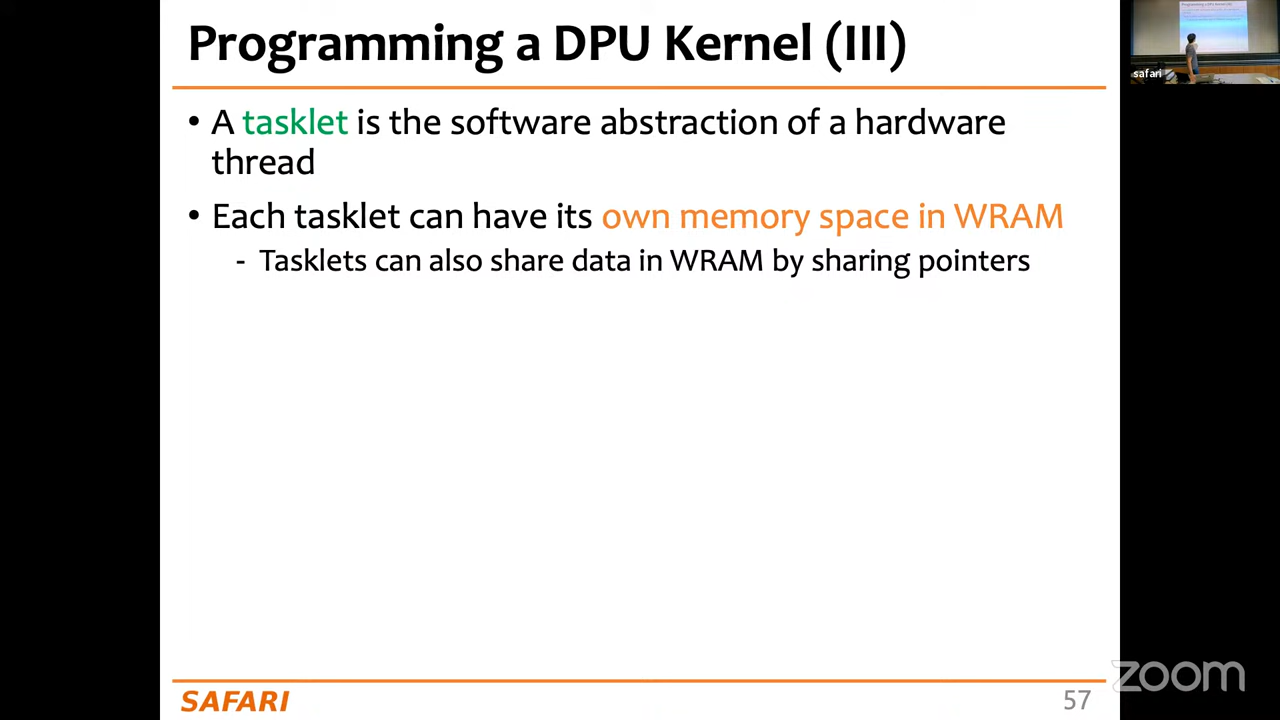 Programming a DPU Kernel (III)
• A tasklet is the software abstraction of a hardware
thread
• Each tasklet can have its own memory space in WRAM
- Tasklets can also share data in WRAM by sharing pointers
SAFARI
57
safari
zoom